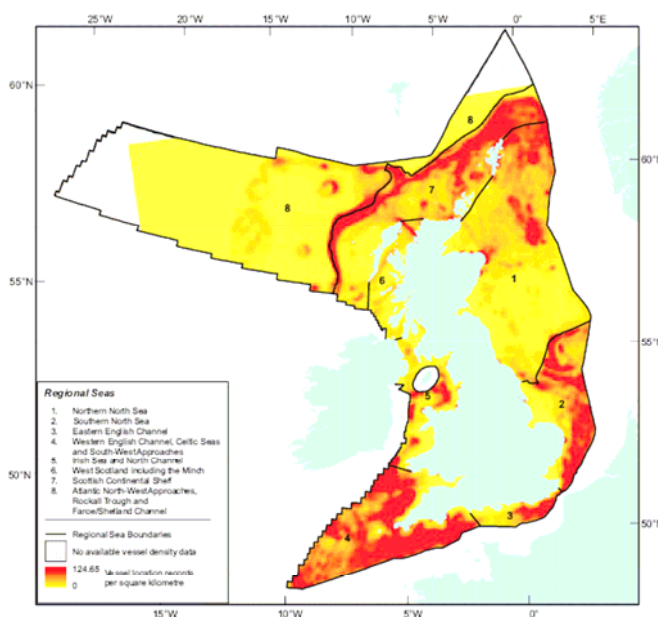 25°W 20°W 15°W 10°W 5°W 0° 5°E
60°N
60°N
8
7
8
6
1
55°N
55°N
5
2
Regional Seas
1. Northern North Sea
2. Southern North Sea
3. Eastern English Channel
4. Western English Channel, Celtic Seas
and South-West Approaches
5. Irish Sea and North Channel
6. West Scotland including the Minch
7. Scottish Continental Shelf
8. Atlantic North-West Approaches,
Rockall Trough and
Faroe/Shetland Channel
Regional Sea Boundaries
No available vessel density data
124.65 Vessel location records
per square kilometre
0
50°N
50°N
3
4
15°W 10°W 5°W 0°